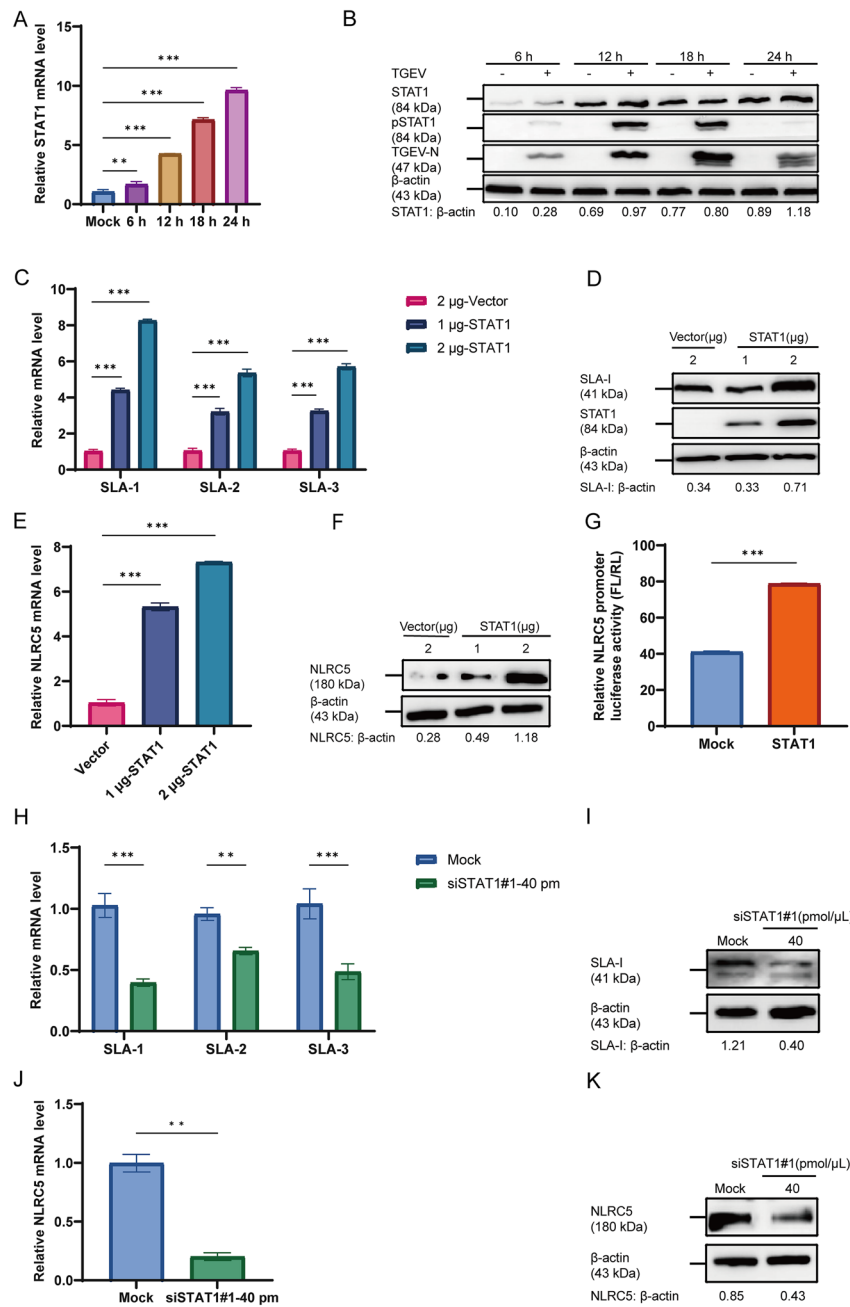 A
Relative STAT1 mRNA level
15
10
5
0
**
***
***
***
Mock 6 h 12 h 18 h 24 h
B
6 h 12 h 18 h 24 h
TGEV - + - + - + - +
STAT1
(84 kDa)
pSTAT1
(84 kDa)
TGEV-N
(47 kDa)
β-actin
(43 kDa)
STAT1: β-actin 0.10 0.28 0.69 0.97 0.77 0.80 0.89 1.18
C
Relative mRNA level
10
8
6
4
2
0
***
***
***
***
***
***
SLA-1 SLA-2 SLA-3
2 µg-Vector
1 µg-STAT1
2 µg-STAT1
D
Vector(µg) STAT1(µg)
2 1 2
SLA-I
(41 kDa)
STAT1
(84 kDa)
β-actin
(43 kDa)
SLA-I: β-actin 0.34 0.33 0.71
E
Relative NLRC5 mRNA level
8
6
4
2
0
***
***
Vector
1 µg-STAT1
2 µg-STAT1
F
Vector(µg) STAT1(µg)
2 1 2
NLRC5
(180 kDa)
β-actin
(43 kDa)
NLRC5: β-actin 0.28 0.49 1.18
G
Relative NLRC5 promoter
luciferase activity (FL/RL)
100
80
60
40
20
0
***
Mock STAT1
H
Relative mRNA level
1.5
1.0
0.5
0.0
*** ** ***
SLA-1 SLA-2 SLA-3
Mock
siSTAT1#1-40 pm
I
siSTAT1#1(pmol/µL)
Mock 40
SLA-I
(41 kDa)
β-actin
(43 kDa)
SLA-I: β-actin 1.21 0.40
J
Relative NLRC5 mRNA level
1.5
1.0
0.5
0.0
**
Mock siSTAT1#1-40 pm
K
siSTAT1#1(pmol/µL)
Mock 40
NLRC5
(180 kDa)
β-actin
(43 kDa)
NLRC5: β-actin 0.85 0.43